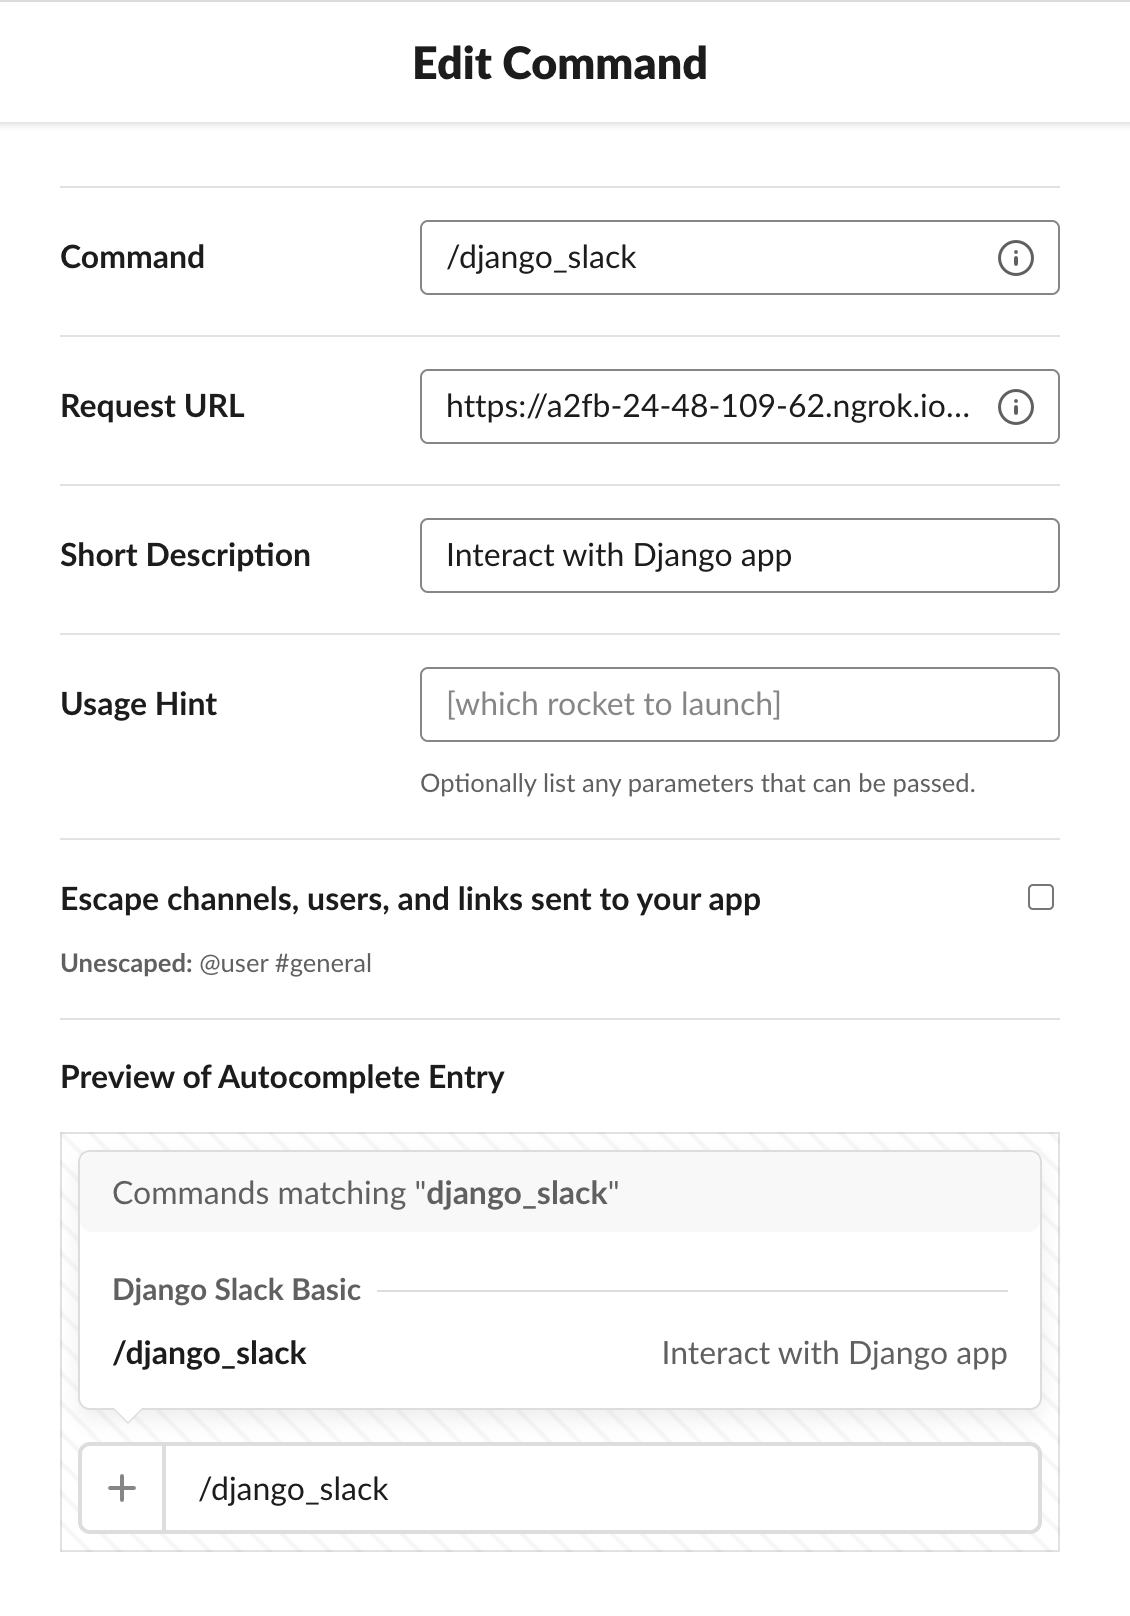 Edit Command
Command
/django_slack
Request URL
https://a2fb-24-48-109-62.ngrok.io...
Short Description
Interact with Django app
Usage Hint
[which rocket to launch]
Optionally list any parameters that can be passed.
Escape channels, users, and links sent to your app
Unescaped: @user #general
Preview of Autocomplete Entry
Commands matching "django_slack"
Django Slack Basic
/django_slack Interact with Django app
/django_slack